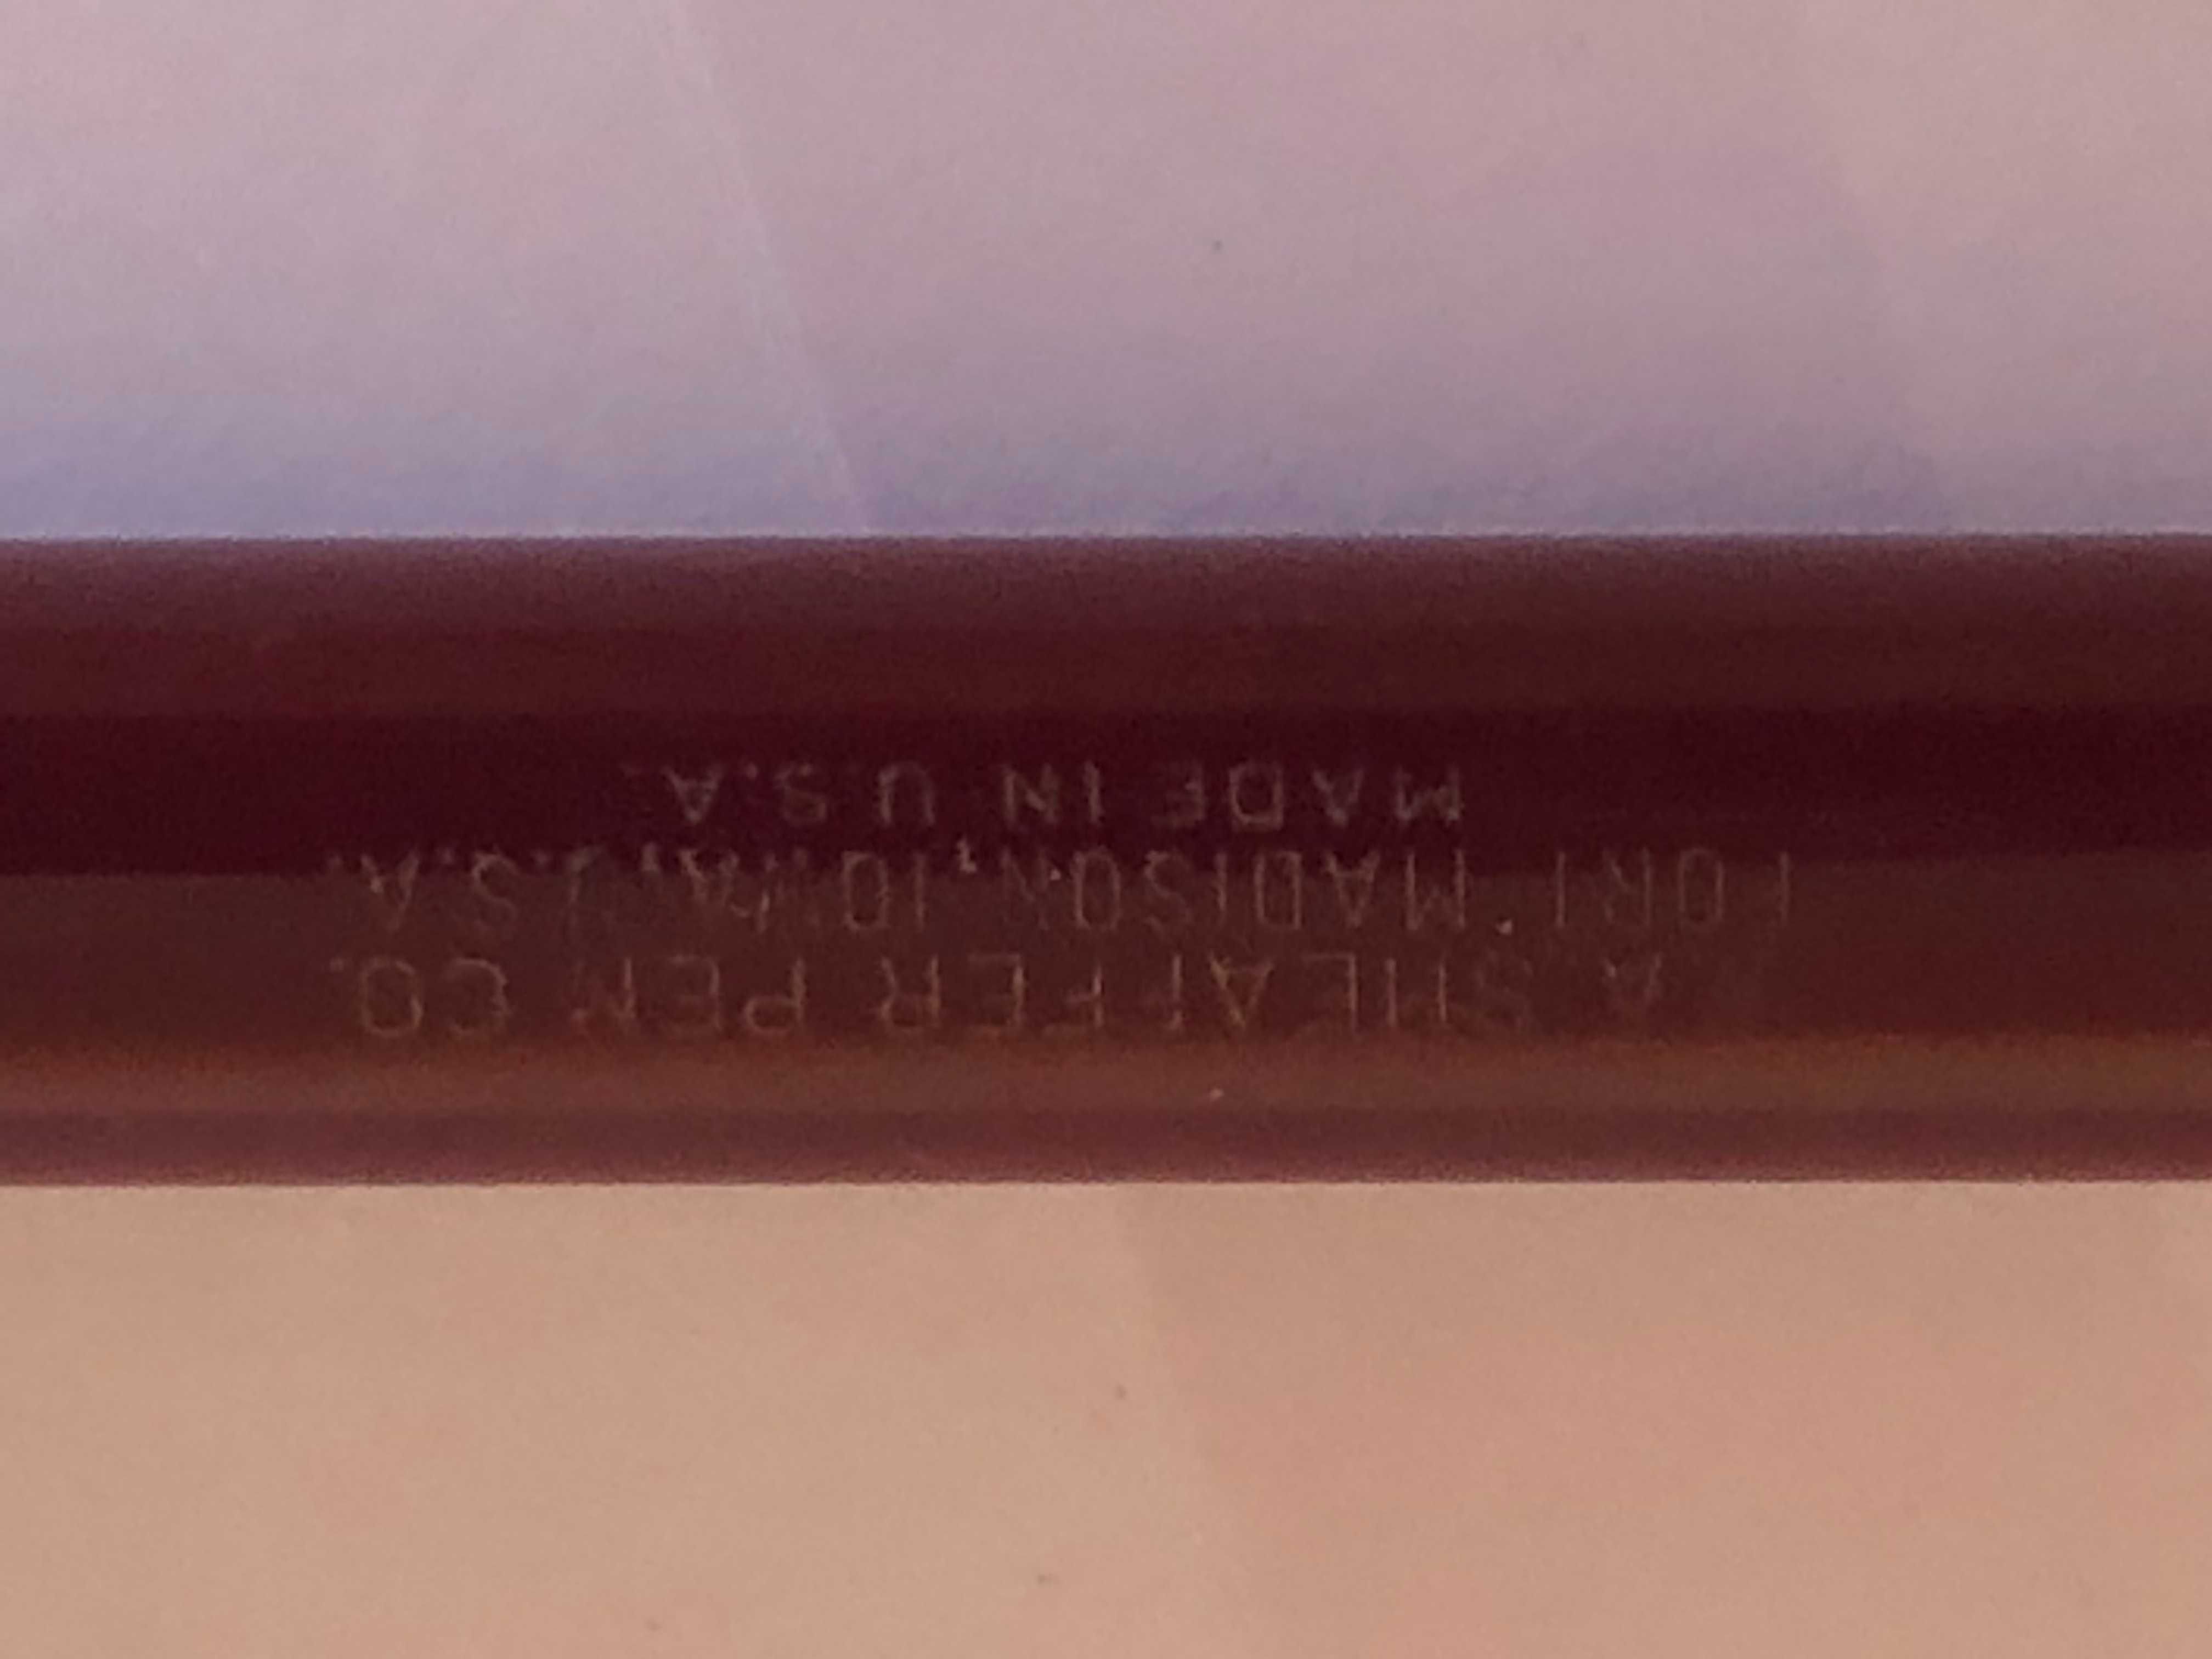 A SHEAFFER PEN CO.
FORT MADISON, IOWA, U.S.A.
MADE IN U.S.A.